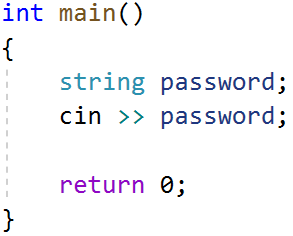 int main()
{
    string password;
    cin >> password;

    return 0;
}